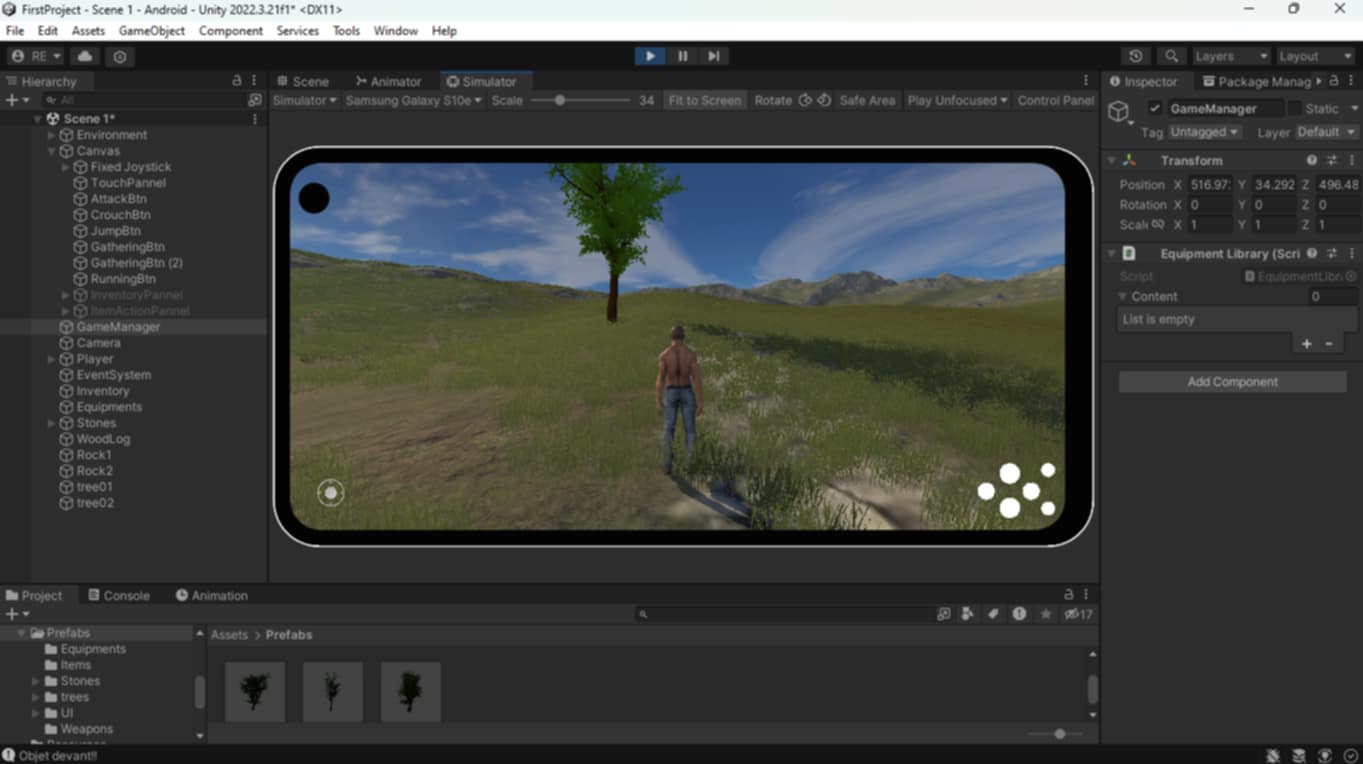 FirstProject - Scene 1 - Android - Unity 2022.3.21f1* <DX11>
File Edit Assets GameObject Component Services Tools Window Help
RE Layers Layout
Hierarchy
All
Scene 1*
Environment
Canvas
Fixed Joystick
TouchPannel
AttackBtn
CrouchBtn
JumpBtn
GatheringBtn
GatheringBtn (2)
RunningBtn
InventoryPannel
ItemActionPannel
GameManager
Camera
Player
EventSystem
Inventory
Equipments
Stones
WoodLog
Rock1
Rock2
tree01
tree02
Scene Animator Simulator
Simulator Samsung Galaxy S10e Scale 34 Fit to Screen Rotate Safe Area Play Unfocused Control Panel
Inspector Package Manag
GameManager Static
Tag Untagged Layer Default
Transform
Position X 516.97: Y 34.292 Z 496.48
Rotation X 0 Y 0 Z 0
Scale X 1 Y 1 Z 1
Equipment Library (Scri
Script EquipmentLibr
Content 0
List is empty
+ -
Add Component
Project Console Animation
17
Prefabs
Equipments
Items
Stones
trees
UI
Weapons
Assets > Prefabs
Objet devant!!